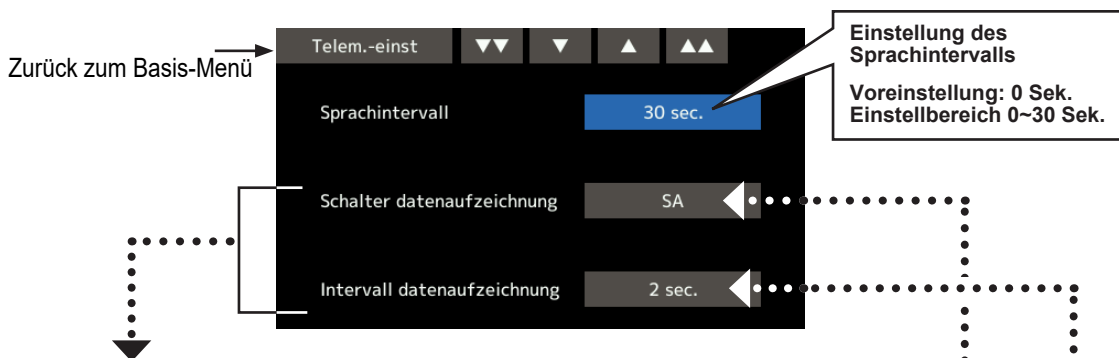 Zurück zum Basis-Menü
Telem.-einst ▼▼ ▼ ▲ ▲▲
Einstellung des
Sprachintervalls
Voreinstellung: 0 Sek.
Einstellbereich 0~30 Sek.
Sprachintervall 30 sec.
Schalter datenaufzeichnung SA
Intervall datenaufzeichnung 2 sec.